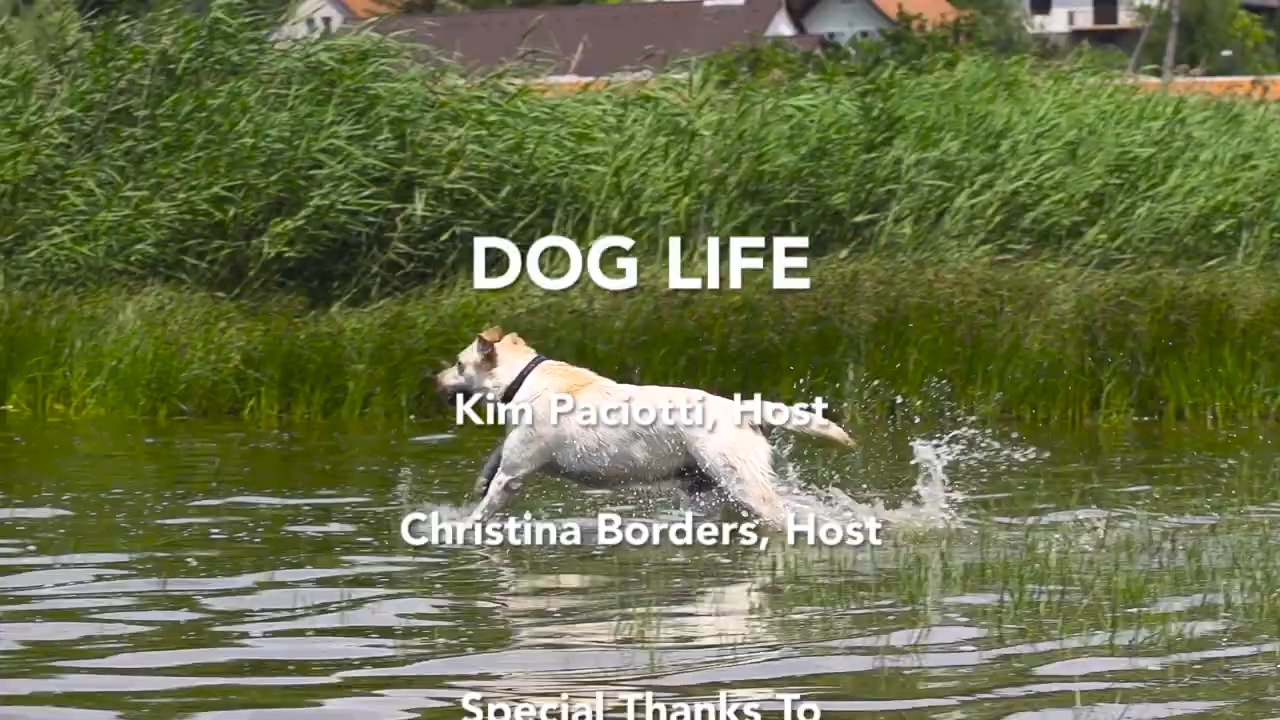 DOG LIFE
Kim Paciotti, Host
Christina Borders, Host
Special Thanks To